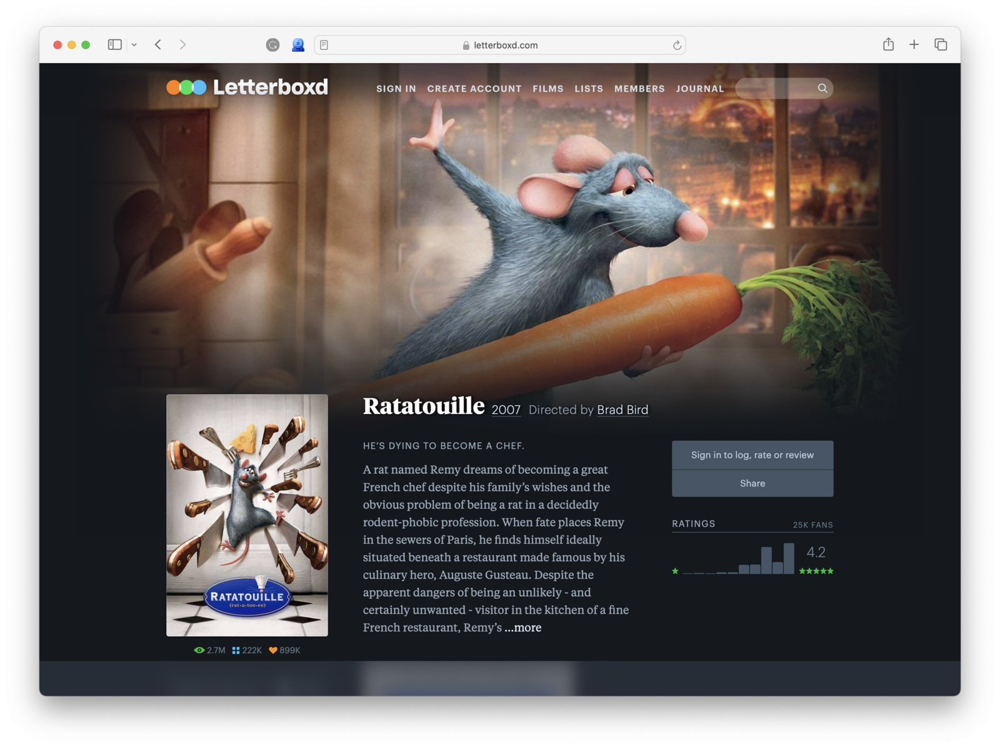 letterboxd.com
Letterboxd
SIGN IN CREATE ACCOUNT FILMS LISTS MEMBERS JOURNAL
Ratatouille 2007 Directed by Brad Bird
HE’S DYING TO BECOME A CHEF.
A rat named Remy dreams of becoming a great
French chef despite his family’s wishes and the
obvious problem of being a rat in a decidedly
rodent-phobic profession. When fate places Remy
in the sewers of Paris, he finds himself ideally
situated beneath a restaurant made famous by his
culinary hero, Auguste Gusteau. Despite the
apparent dangers of being an unlikely - and
certainly unwanted - visitor in the kitchen of a fine
French restaurant, Remy’s ...more
Sign in to log, rate or review
Share
RATINGS 25K FANS
4.2
★ ★★★★★
RATATOUILLE
(rat•a•too•ee)
2.7M 222K 899K